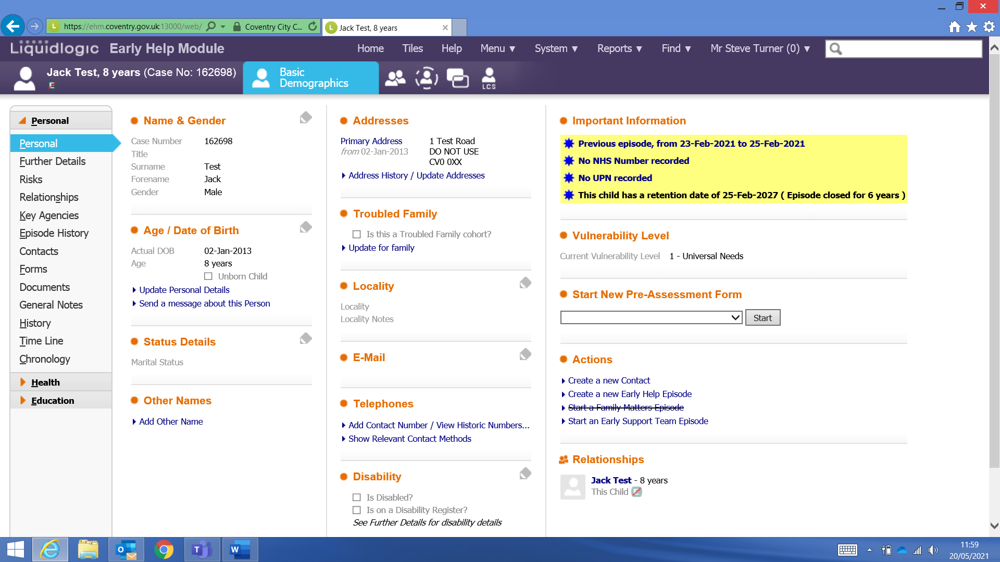 https://ehm.coventry.gov.uk:13000/web/
Coventry City C...
Jack Test, 8 years
Liquidlogic Early Help Module
Home Tiles Help Menu ▼ System ▼ Reports ▼ Find ▼ Mr Steve Turner (0) ▼
Jack Test, 8 years (Case No: 162698)
Basic
Demographics
LCS
Personal
Personal
Further Details
Risks
Relationships
Key Agencies
Episode History
Contacts
Forms
Documents
General Notes
History
Time Line
Chronology
Health
Education
Name & Gender
Case Number 162698
Title
Surname Test
Forename Jack
Gender Male
Age / Date of Birth
Actual DOB 02-Jan-2013
Age 8 years
Unborn Child
Update Personal Details
Send a message about this Person
Status Details
Marital Status
Other Names
Add Other Name
Addresses
Primary Address 1 Test Road
from 02-Jan-2013 DO NOT USE
CV0 0XX
Address History / Update Addresses
Troubled Family
Is this a Troubled Family cohort?
Update for family
Locality
Locality
Locality Notes
E-Mail
Telephones
Add Contact Number / View Historic Numbers...
Show Relevant Contact Methods
Disability
Is Disabled?
Is on a Disability Register?
See Further Details for disability details
Important Information
Previous episode, from 23-Feb-2021 to 25-Feb-2021
No NHS Number recorded
No UPN recorded
This child has a retention date of 25-Feb-2027 ( Episode closed for 6 years )
Vulnerability Level
Current Vulnerability Level 1 - Universal Needs
Start New Pre-Assessment Form
Start
Actions
Create a new Contact
Create a new Early Help Episode
Start a Family Matters Episode
Start an Early Support Team Episode
Relationships
Jack Test - 8 years
This Child
11:59
20/05/2021